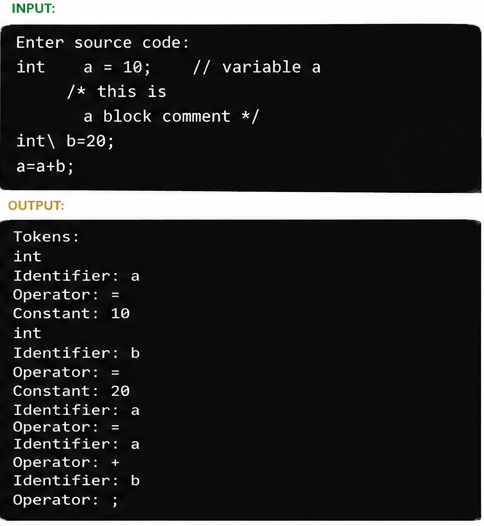 INPUT:
Enter source code:
int    a = 10;    // variable a
      /* this is
        a block comment */
int\ b=20;
a=a+b;
OUTPUT:
Tokens:
int
Identifier: a
Operator: =
Constant: 10
int
Identifier: b
Operator: =
Constant: 20
Identifier: a
Operator: =
Identifier: a
Operator: +
Identifier: b
Operator: ;